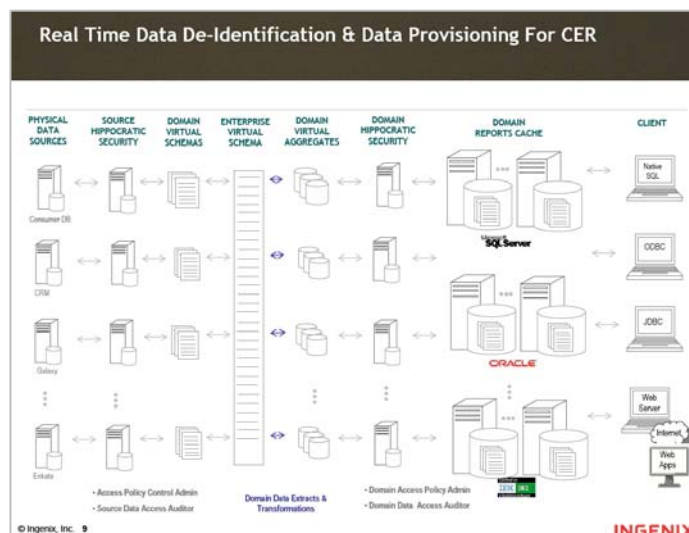 Real Time Data De-Identification & Data Provisioning For CER
PHYSICAL
DATA
SOURCES
SOURCE
HIPPOCRATIC
SECURITY
DOMAIN
VIRTUAL
SCHEMAS
ENTERPRISE
VIRTUAL
SCHEMA
DOMAIN
VIRTUAL
AGGREGATES
DOMAIN
HIPPOCRATIC
SECURITY
DOMAIN
REPORTS CACHE
CLIENT
Consumer DB
CRM
Galaxy
Microsoft
SQL Server
ORACLE
Native
SQL
ODBC
JDBC
Web
Server
Internet
Web
Apps
• Access Policy Control Admin
• Source Data Access Auditor
Domain Data Extracts &
Transformations
• Domain Access Policy Admin
• Domain Data Access Auditor
© Ingenix, Inc. 9
INGENIX